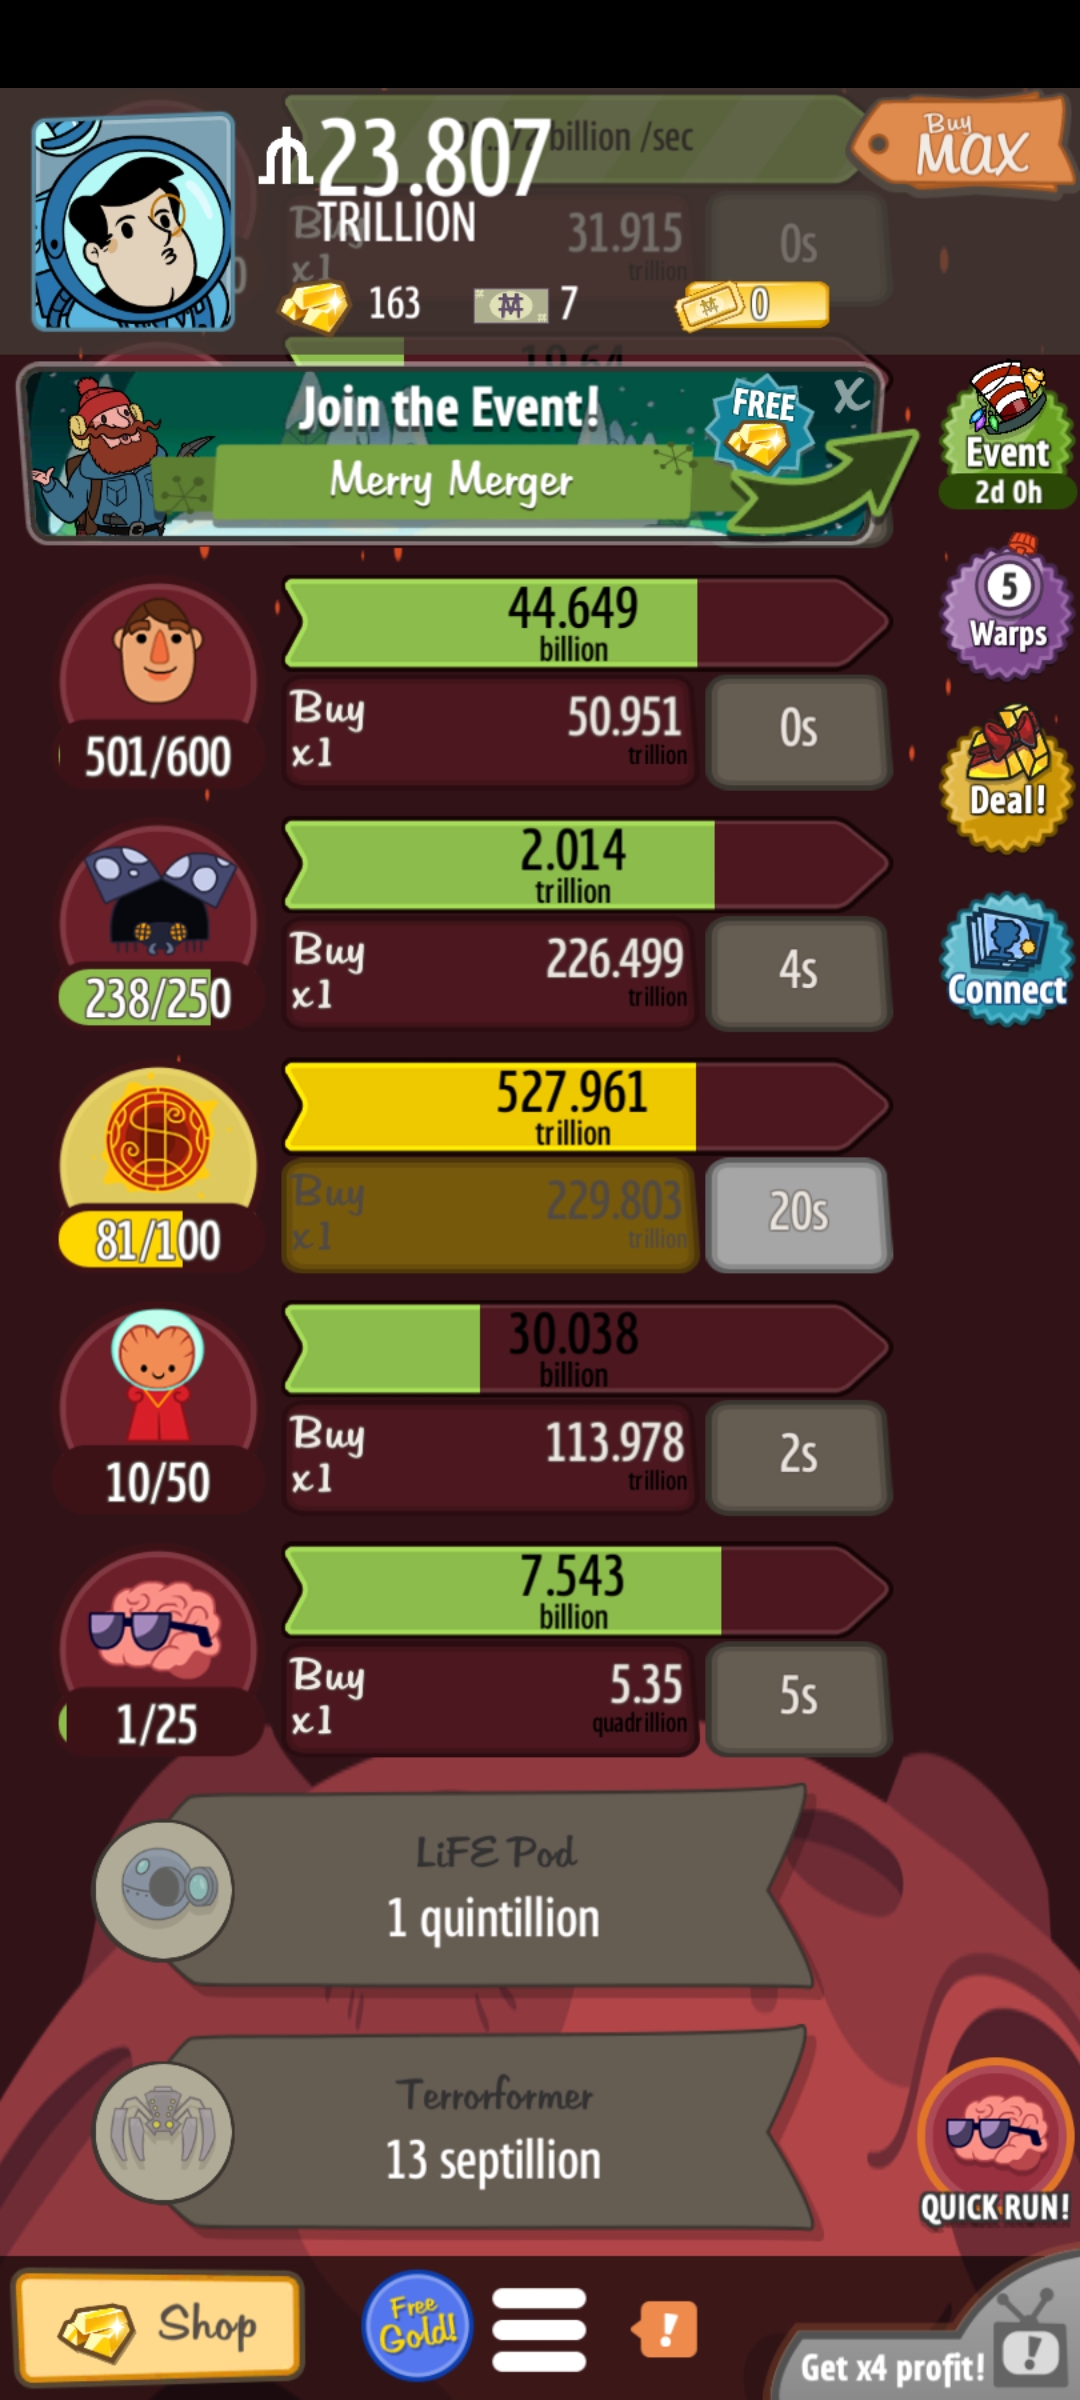 23.807
TRILLION
billion /sec
Buy
MAX
Buy
x1
31.915
trillion
0s
163
7
0
Join the Event!
Merry Merger
FREE
X
Event
2d 0h
44.649
billion
501/600
Buy
x1
50.951
trillion
0s
5
Warps
2.014
trillion
238/250
Buy
x1
226.499
trillion
4s
Deal!
Connect
527.961
trillion
81/100
Buy
x1
229.803
trillion
20s
30.038
billion
10/50
Buy
x1
113.978
trillion
2s
7.543
billion
1/25
Buy
x1
5.35
quadrillion
5s
LiFE Pod
1 quintillion
Terrorformer
13 septillion
QUICK RUN!
Shop
Free
Gold!
!
Get x4 profit!
!